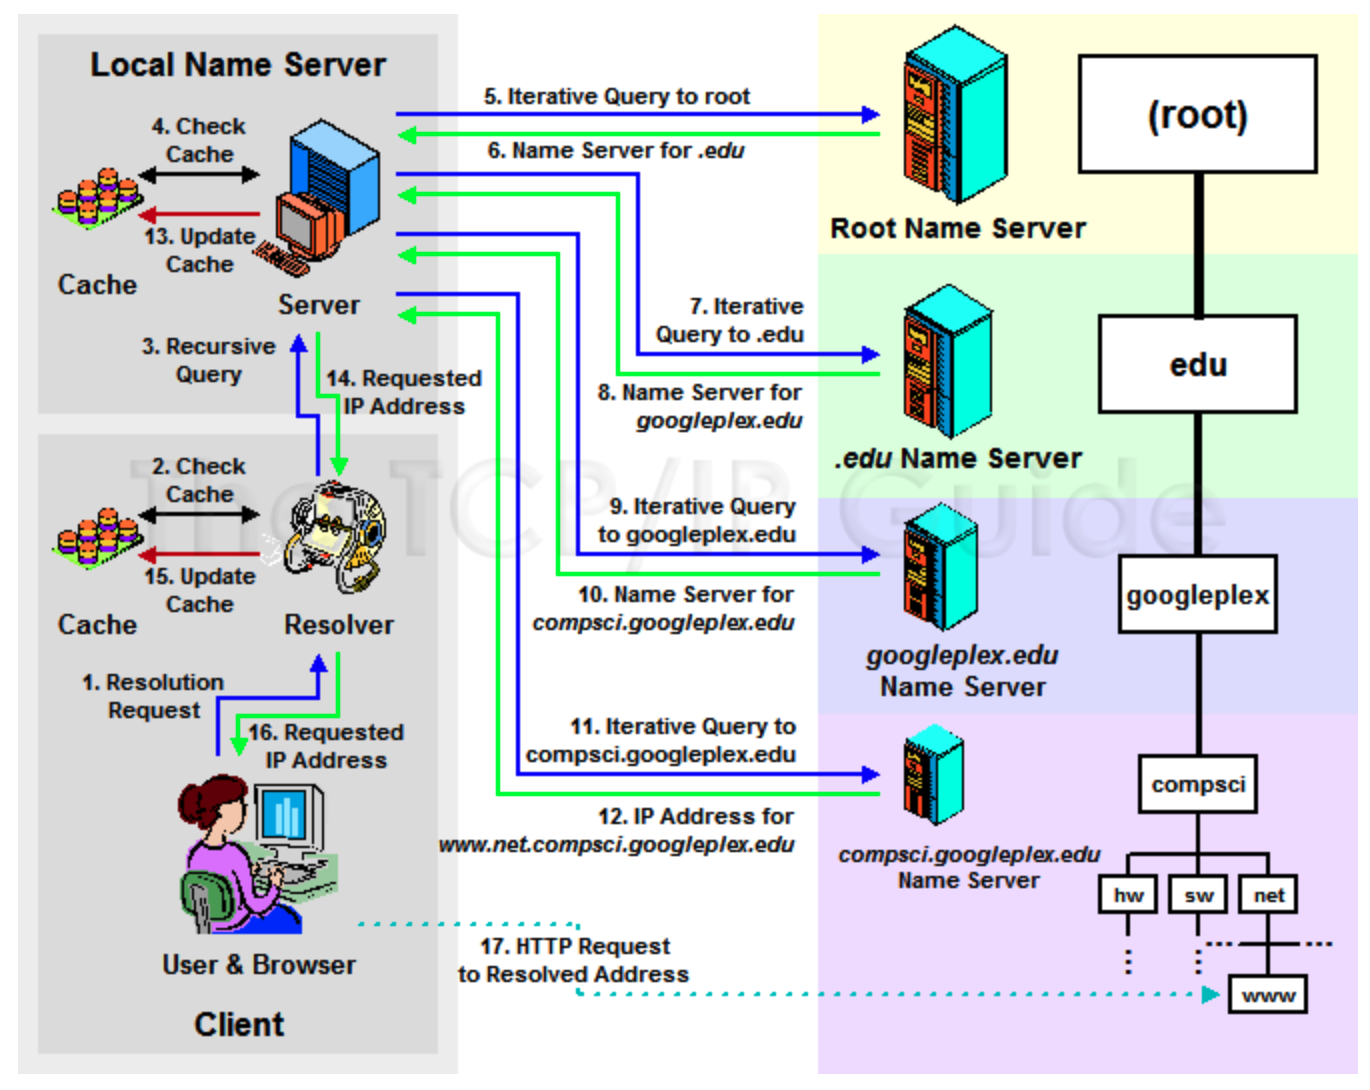 Local Name Server
4. Check
Cache
13. Update
Cache
Cache
Server
3. Recursive
Query
14. Requested
IP Address
2. Check
Cache
15. Update
Cache
Cache
Resolver
1. Resolution
Request
16. Requested
IP Address
User & Browser
Client
5. Iterative Query to root
6. Name Server for .edu
7. Iterative
Query to .edu
8. Name Server for
googleplex.edu
9. Iterative Query
to googleplex.edu
10. Name Server for
compsci.googleplex.edu
11. Iterative Query to
compsci.googleplex.edu
12. IP Address for
www.net.compsci.googleplex.edu
17. HTTP Request
to Resolved Address
Root Name Server
.edu Name Server
googleplex.edu
Name Server
compsci.googleplex.edu
Name Server
(root)
edu
googleplex
compsci
hw
sw
net
www
The TCP/IP Guide